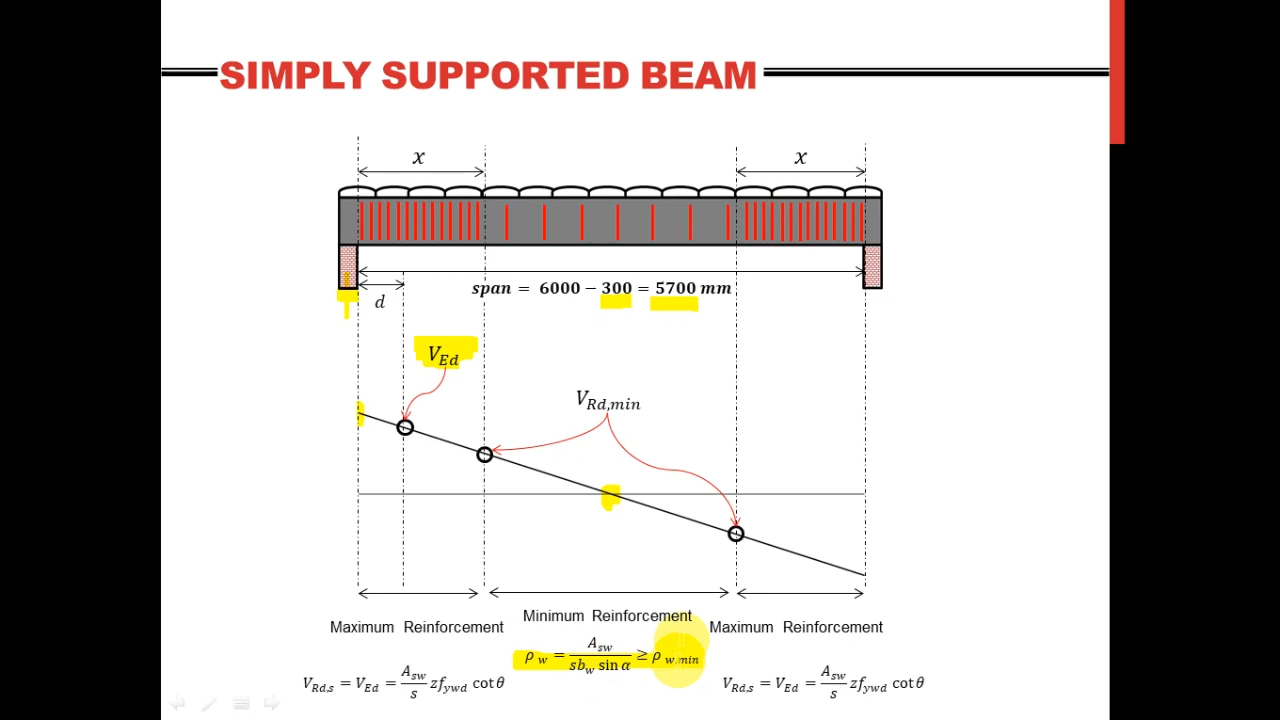 SIMPLY SUPPORTED BEAM
x x
span = 6000 − 300 = 5700 mm
d
V_Ed
V_Rd,min
Minimum Reinforcement
Maximum Reinforcement Maximum Reinforcement
ρ_w = A_sw / (s b_w sin α) ≥ ρ_w,min
V_Rd,s = V_Ed = (A_sw / s) z f_ywd cot θ V_Rd,s = V_Ed = (A_sw / s) z f_ywd cot θ